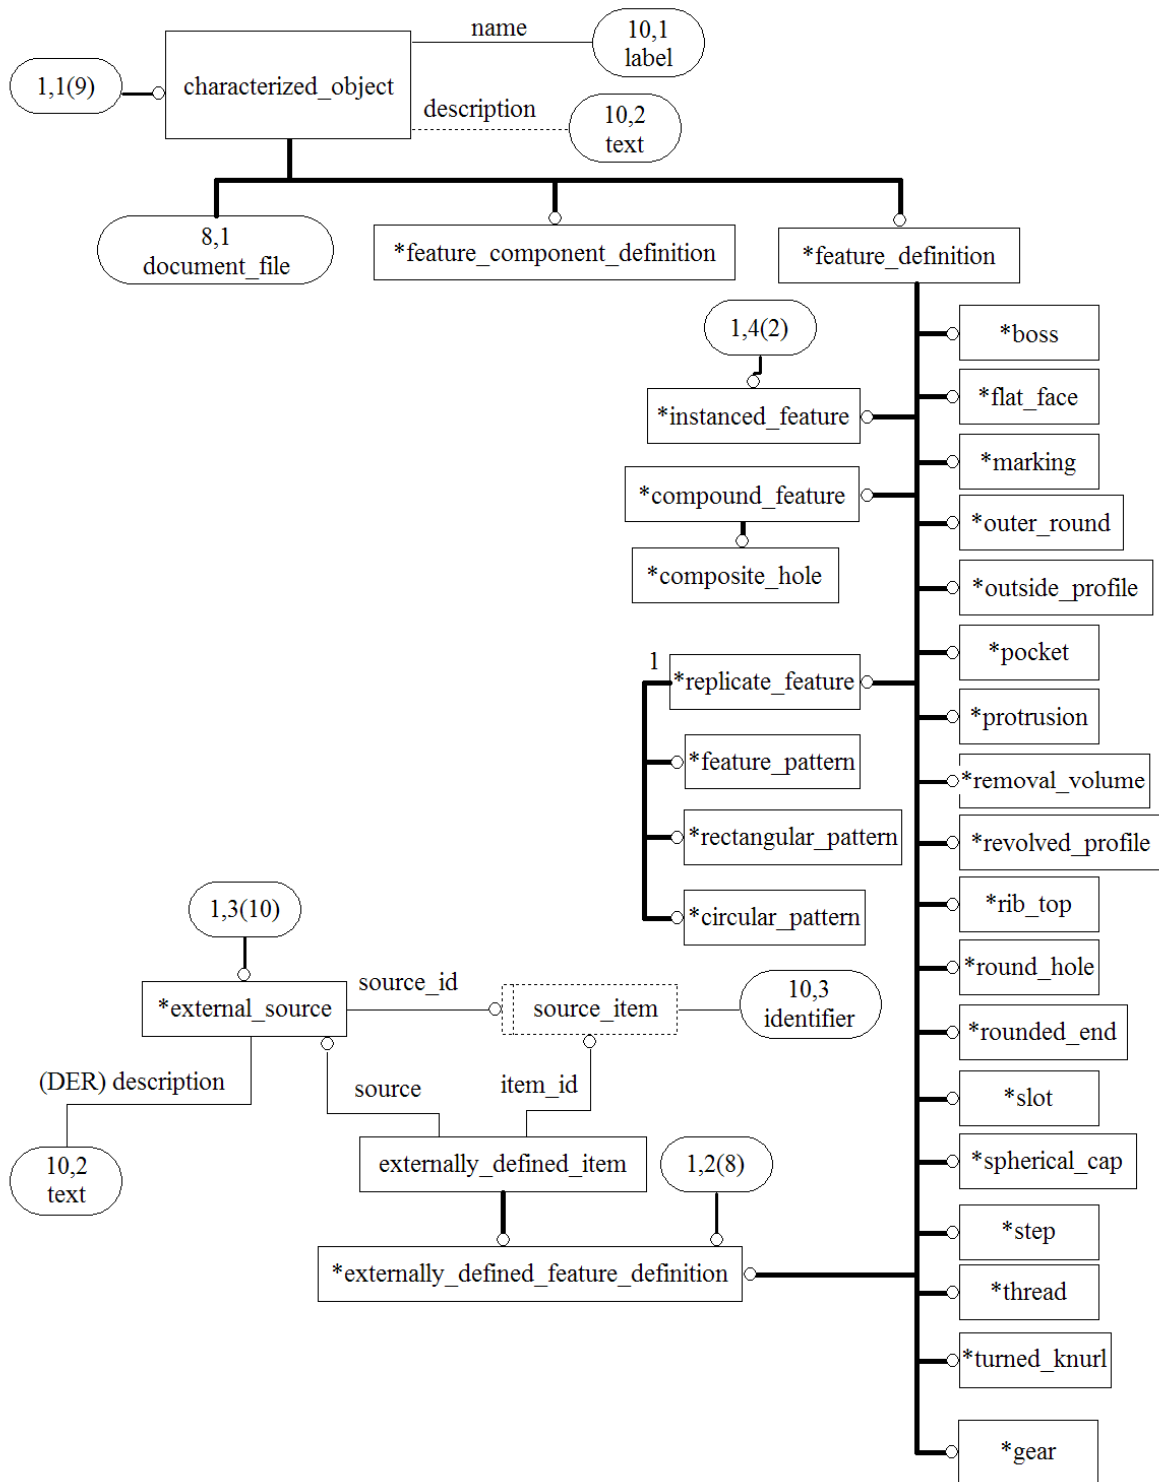 name
10,1
label
1,1(9)
characterized_object
description
10,2
text
8,1
document_file
*feature_component_definition
*feature_definition
1,4(2)
*boss
*instanced_feature
*flat_face
*marking
*compound_feature
*outer_round
*composite_hole
*outside_profile
*pocket
1
*replicate_feature
*protrusion
*feature_pattern
*removal_volume
*rectangular_pattern
*revolved_profile
1,3(10)
*circular_pattern
*rib_top
*round_hole
*external_source
source_id
source_item
10,3
identifier
*rounded_end
(DER) description
source
item_id
*slot
10,2
text
externally_defined_item
1,2(8)
*spherical_cap
*step
*externally_defined_feature_definition
*thread
*turned_knurl
*gear